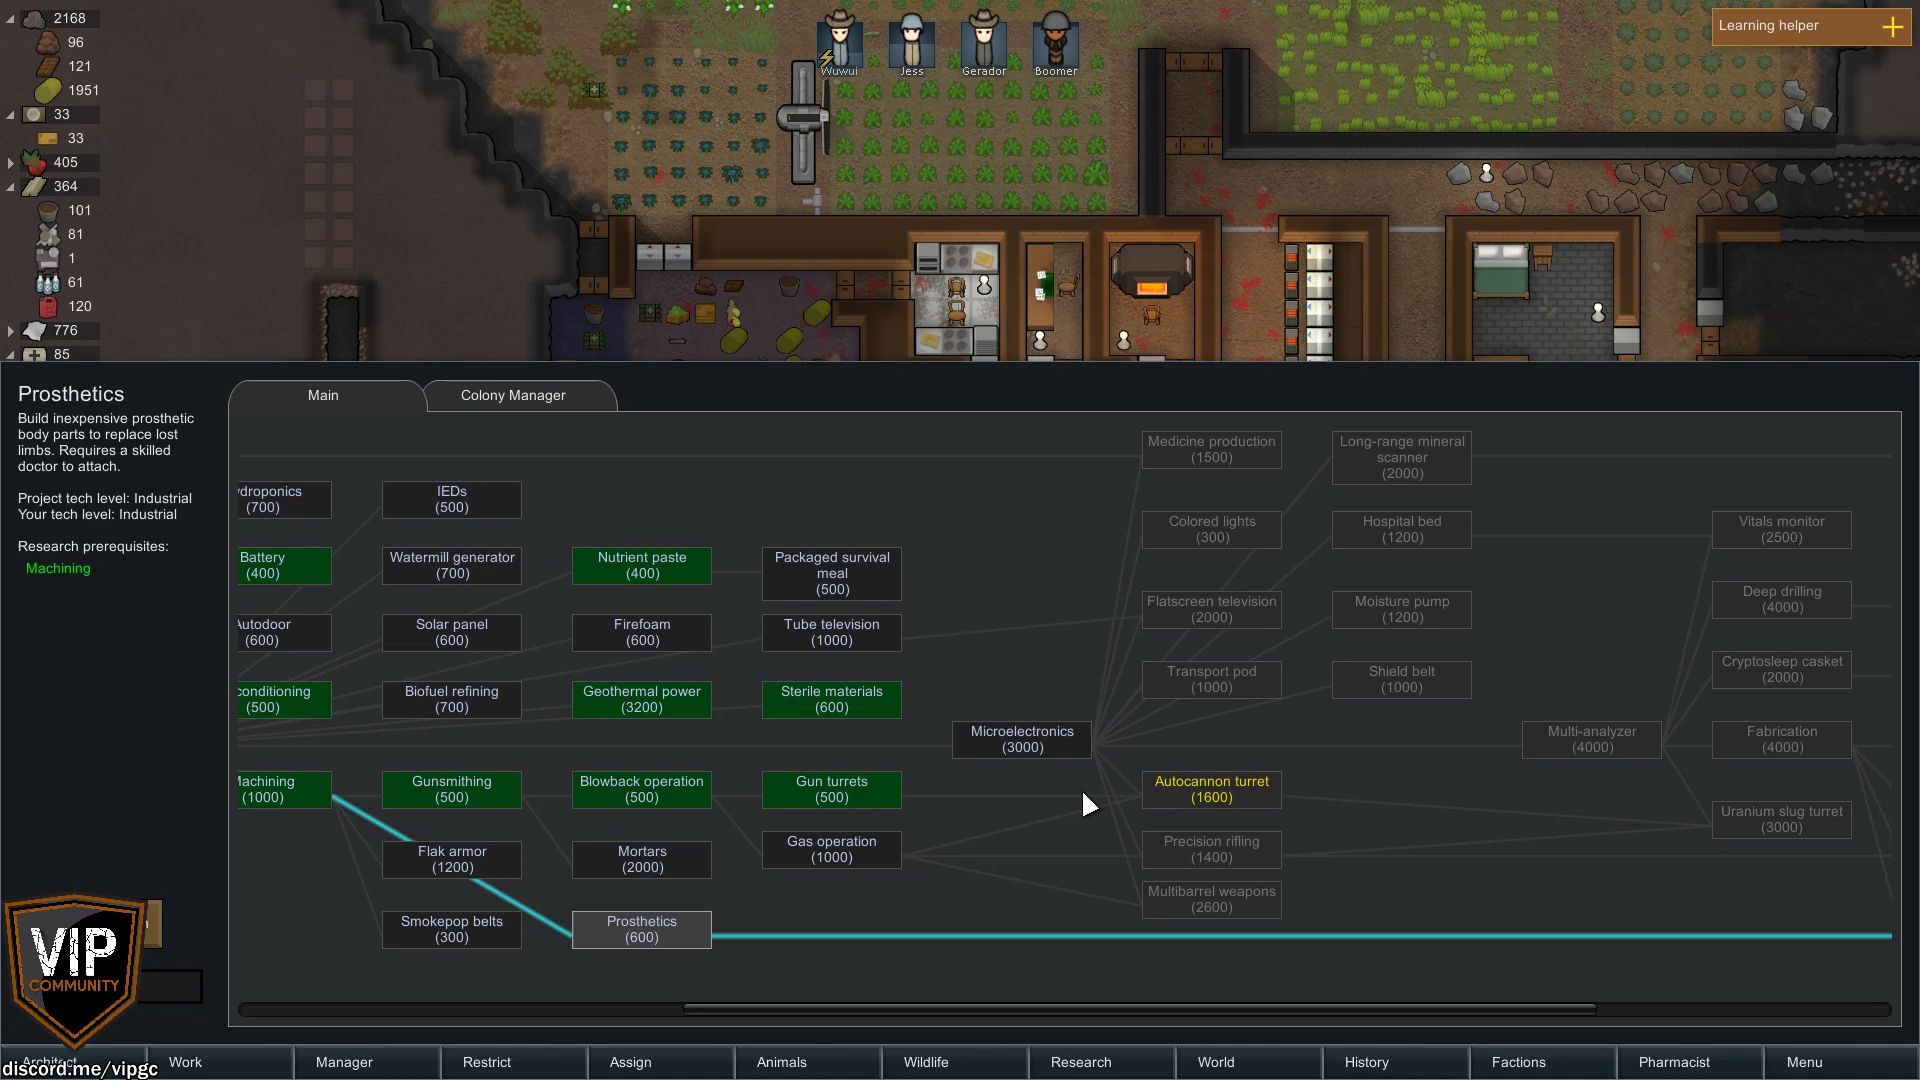 2168
96
121
1951
33
33
405
364
101
81
1
61
120
776
85
Wuwui
Jess
Gerador
Boomer
Learning helper
Prosthetics
Build inexpensive prosthetic
body parts to replace lost
limbs. Requires a skilled
doctor to attach.
Project tech level: Industrial
Your tech level: Industrial
Research prerequisites:
Machining
Main
Colony Manager
Medicine production
(1500)
Long-range mineral
scanner
(2000)
ydroponics
(700)
IEDs
(500)
Colored lights
(300)
Hospital bed
(1200)
Vitals monitor
(2500)
Battery
(400)
Watermill generator
(700)
Nutrient paste
(400)
Packaged survival
meal
(500)
Flatscreen television
(2000)
Moisture pump
(1200)
Deep drilling
(4000)
Autodoor
(600)
Solar panel
(600)
Firefoam
(600)
Tube television
(1000)
Transport pod
(1000)
Shield belt
(1000)
Cryptosleep casket
(2000)
conditioning
(500)
Biofuel refining
(700)
Geothermal power
(3200)
Sterile materials
(600)
Microelectronics
(3000)
Multi-analyzer
(4000)
Fabrication
(4000)
Machining
(1000)
Gunsmithing
(500)
Blowback operation
(500)
Gun turrets
(500)
Autocannon turret
(1600)
Uranium slug turret
(3000)
Flak armor
(1200)
Mortars
(2000)
Gas operation
(1000)
Precision rifling
(1400)
Multibarrel weapons
(2600)
Smokepop belts
(300)
Prosthetics
(600)
VIP
COMMUNITY
discord.me/vipgc
Architect
Work
Manager
Restrict
Assign
Animals
Wildlife
Research
World
History
Factions
Pharmacist
Menu